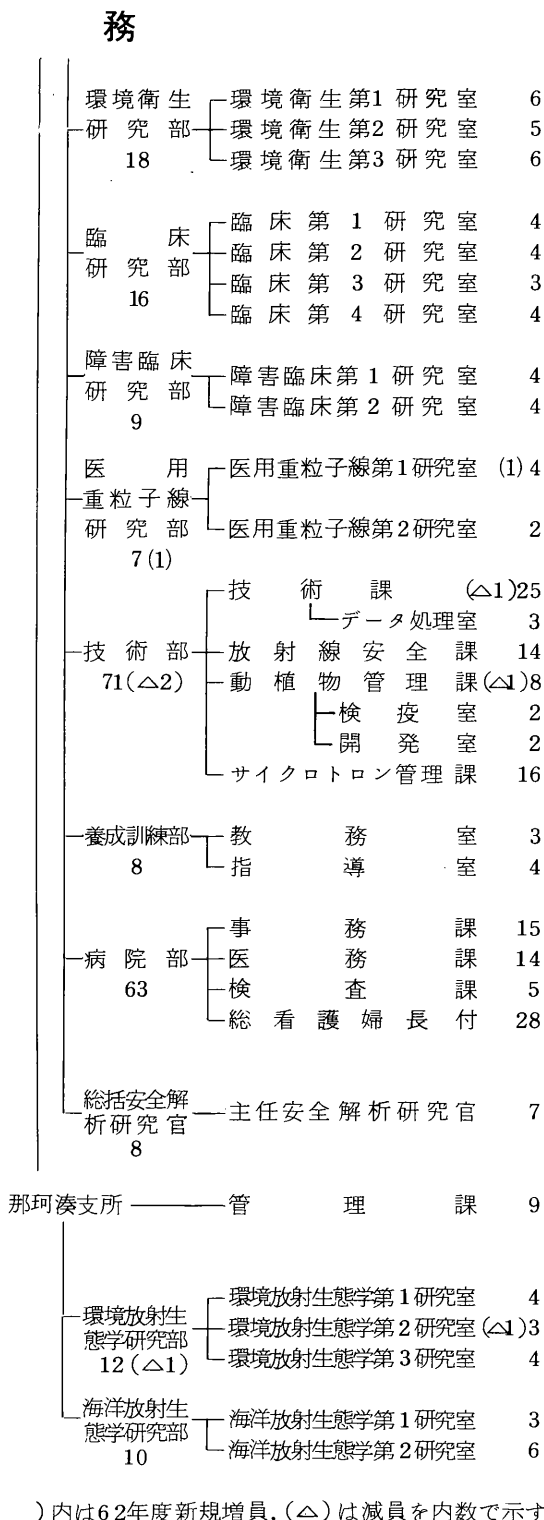 務
環境衛生研究部 18
環境衛生第1研究室 6
環境衛生第2研究室 5
環境衛生第3研究室 6
臨床研究部 16
臨床第1研究室 4
臨床第2研究室 4
臨床第3研究室 3
臨床第4研究室 4
障害臨床研究部 9
障害臨床第1研究室 4
障害臨床第2研究室 4
医用重粒子線研究部 7(1)
医用重粒子線第1研究室 (1)4
医用重粒子線第2研究室 2
技術部 71(△2)
技術課 (△1)25
データ処理室 3
放射線安全課 14
動植物管理課 (△1)8
検疫室 2
開発室 2
サイクロトロン管理課 16
養成訓練部 8
教務室 3
指導室 4
病院部 63
事務課 15
医務課 14
検査課 5
総看護婦長付 28
総括安全解析研究官 8
主任安全解析研究官 7
那珂湊支所
管理課 9
環境放射生態学研究部 12(△1)
環境放射生態学第1研究室 4
環境放射生態学第2研究室 (△1)3
環境放射生態学第3研究室 4
海洋放射生態学研究部 10
海洋放射生態学第1研究室 3
海洋放射生態学第2研究室 6
)内は62年度新規増員,(△)は減員を内数で示す